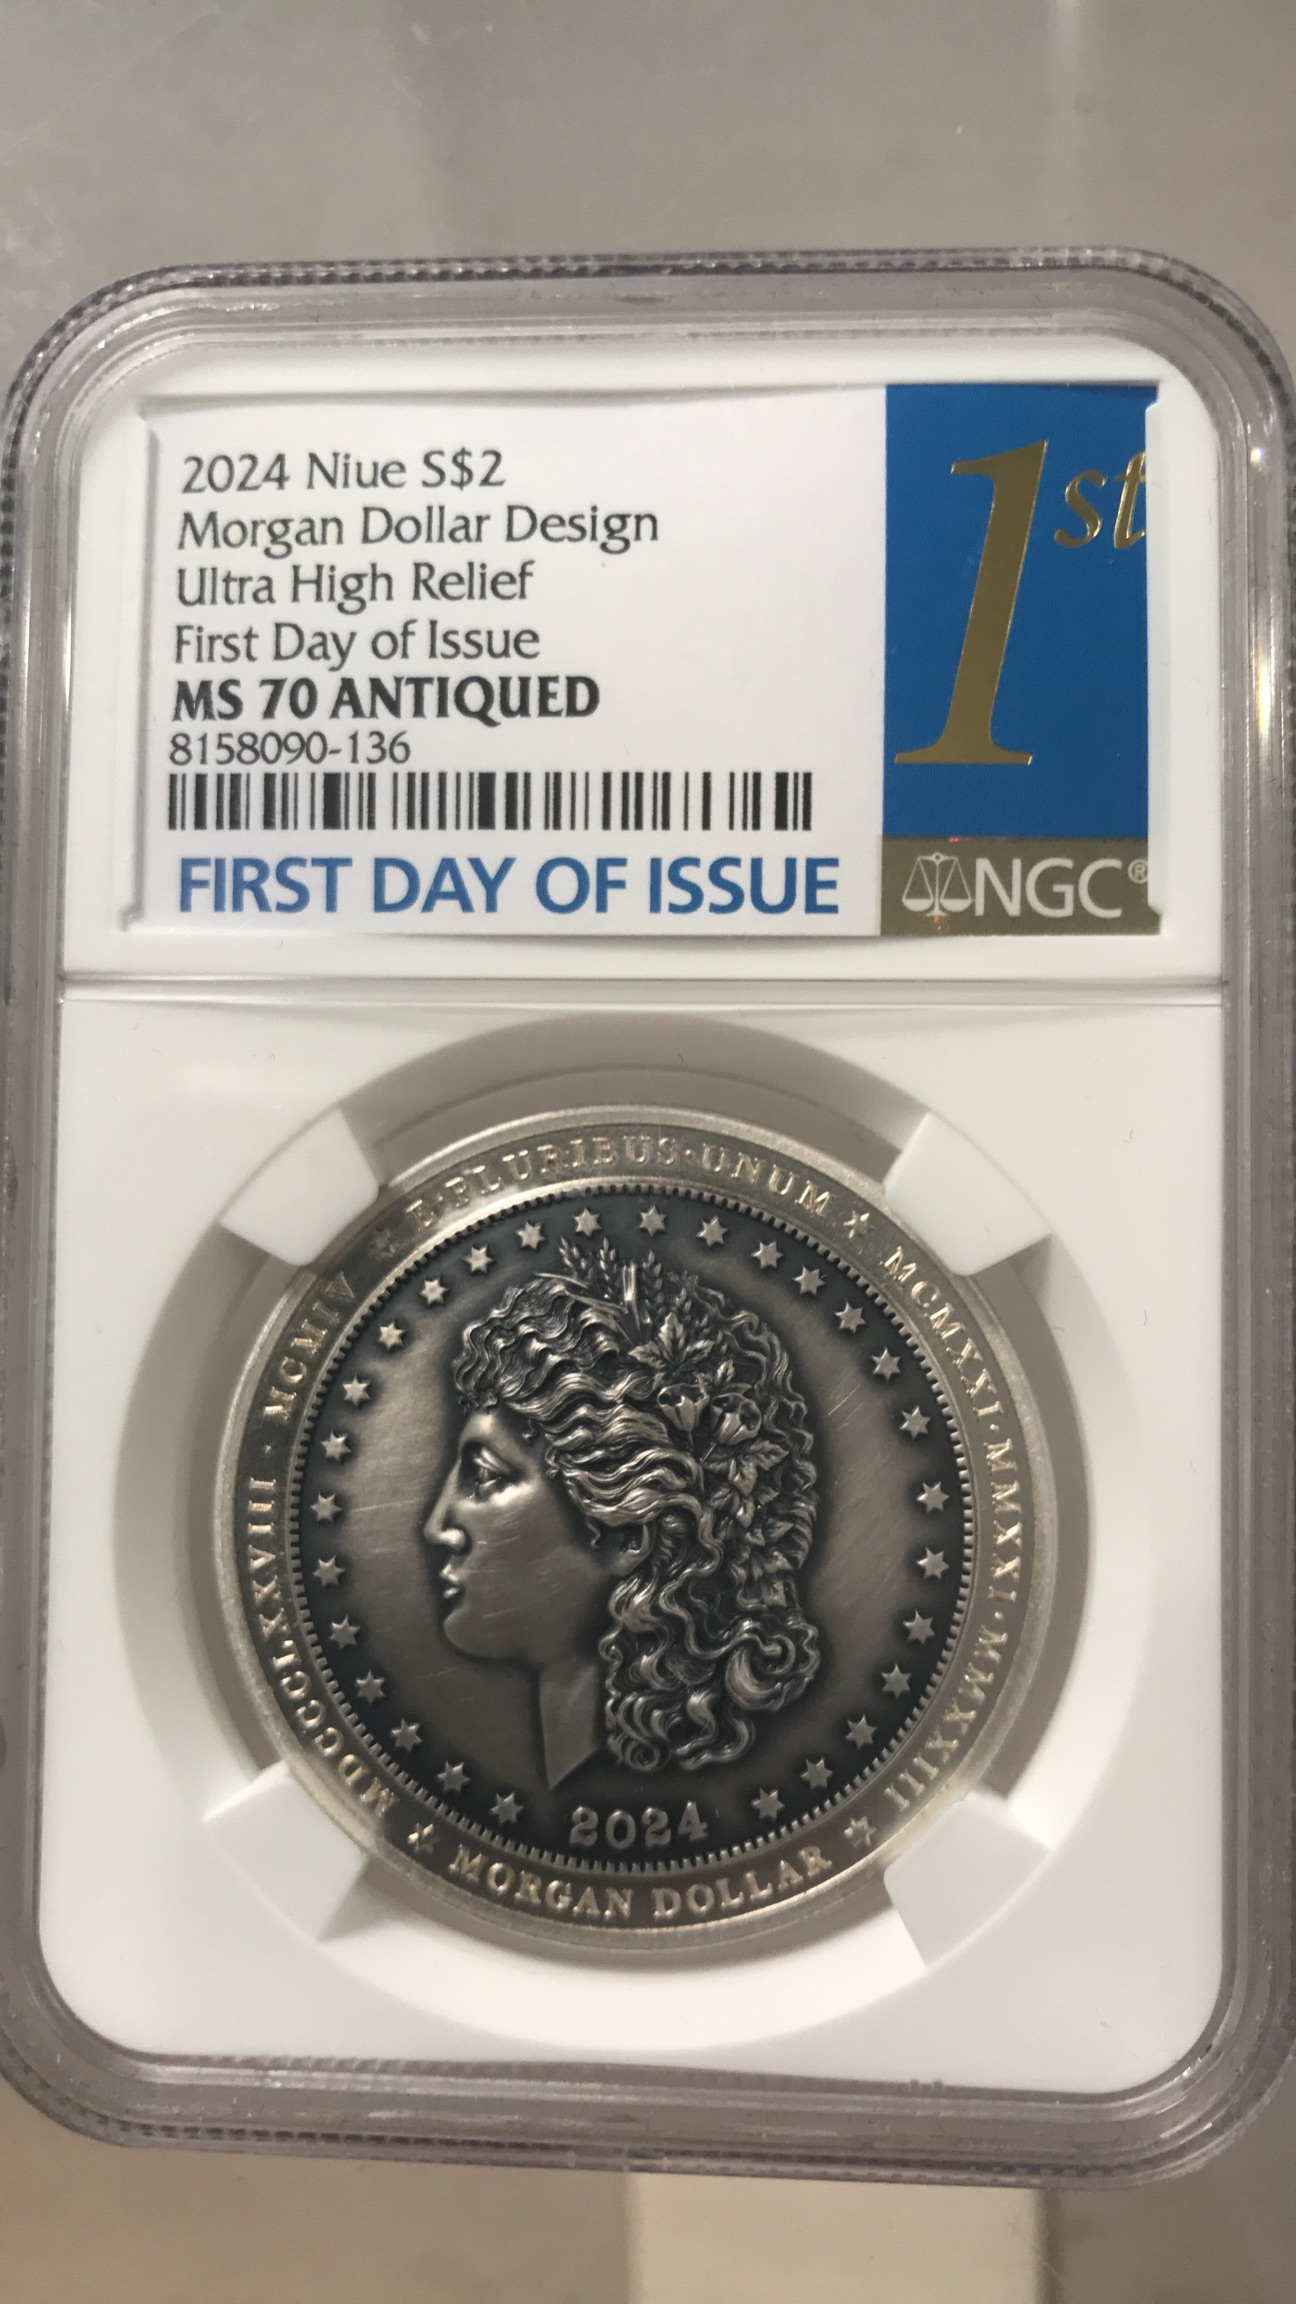 2024 Niue S$2
Morgan Dollar Design
Ultra High Relief
First Day of Issue
MS 70 ANTIQUED
8158090-136
FIRST DAY OF ISSUE
1st
NGC®
E·PLURIBUS·UNUM
MCMXXI·MMXXI·MMXXIII
MDCCCLXXVIII · MCMIV
2024
MORGAN DOLLAR